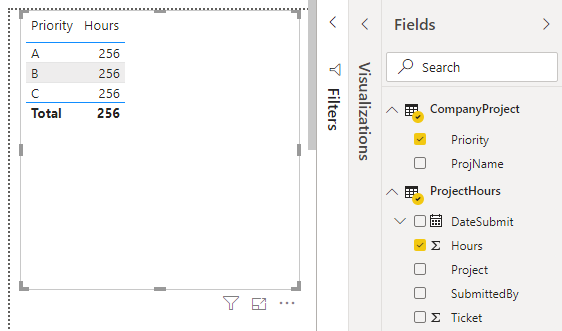 Priority Hours
A 256
B 256
C 256
Total 256
Filters
Visualizations
Fields
Search
CompanyProject
Priority
ProjName
ProjectHours
DateSubmit
Σ Hours
Project
SubmittedBy
Σ Ticket